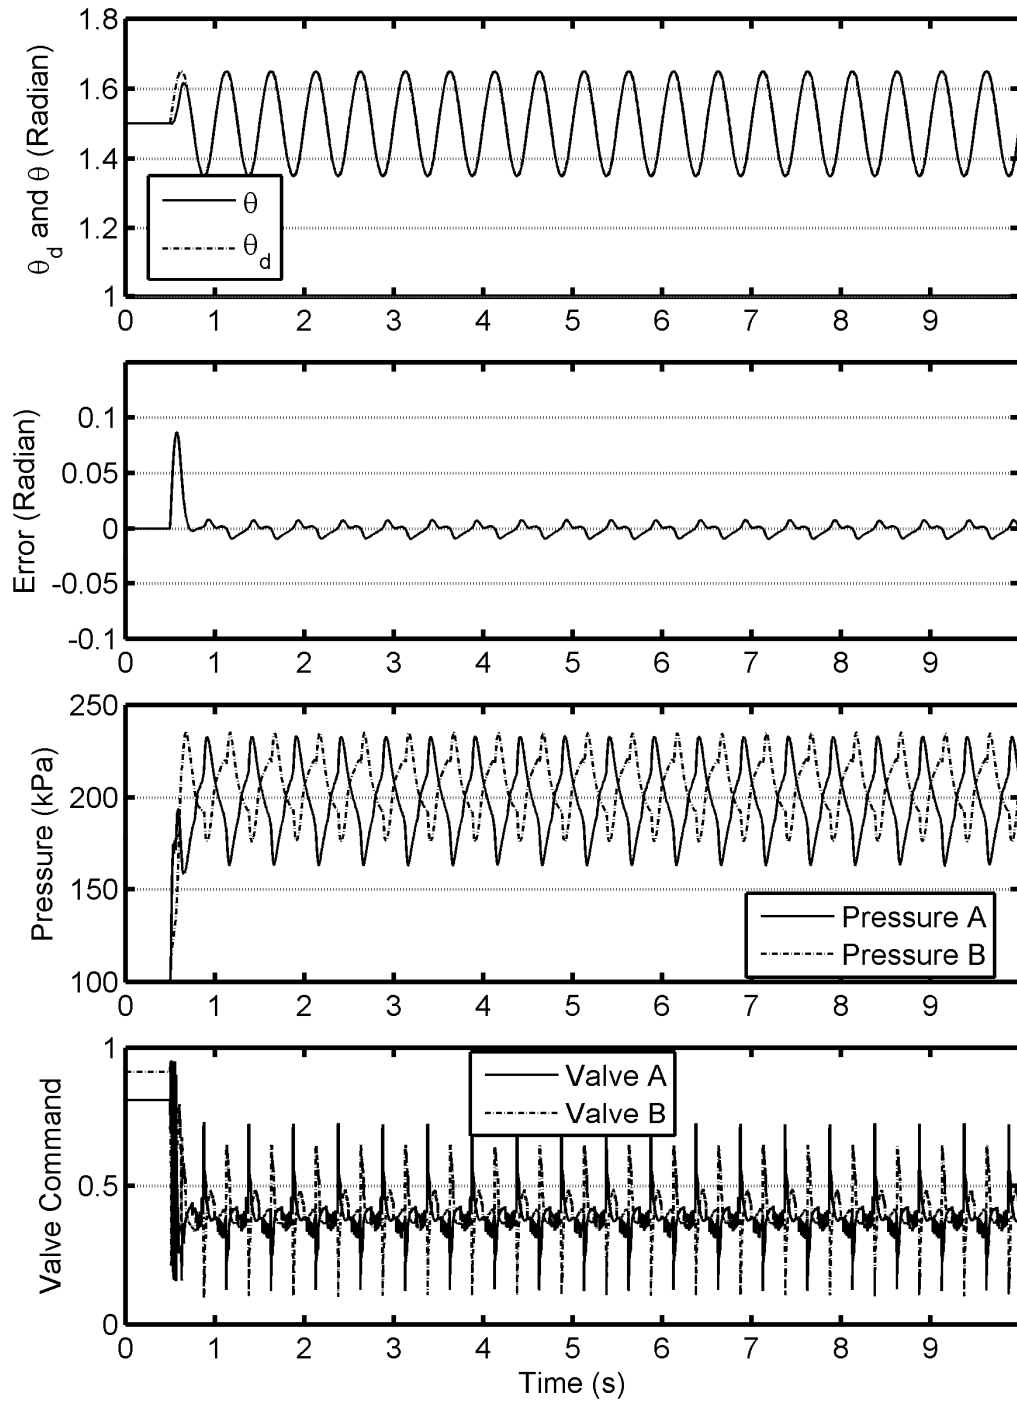 1.8
1.6
1.4
1.2
1
θd and θ (Radian)
θ
θd
0 1 2 3 4 5 6 7 8 9
0.1
0.05
0
-0.05
-0.1
Error (Radian)
0 1 2 3 4 5 6 7 8 9
250
200
150
100
Pressure (kPa)
Pressure A
Pressure B
0 1 2 3 4 5 6 7 8 9
1
0.5
0
Valve Command
Valve A
Valve B
0 1 2 3 4 5 6 7 8 9
Time (s)